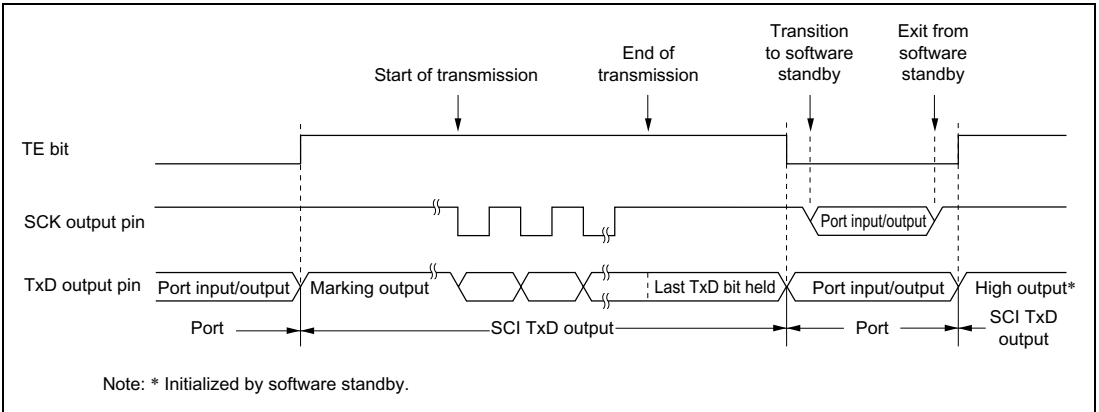 Start of transmission
End of
transmission
Transition
to software
standby
Exit from
software
standby
TE bit
SCK output pin
Port input/output
TxD output pin
Port input/output
Marking output
Last TxD bit held
Port input/output
High output*
Port
SCI TxD output
Port
SCI TxD
output
Note: * Initialized by software standby.